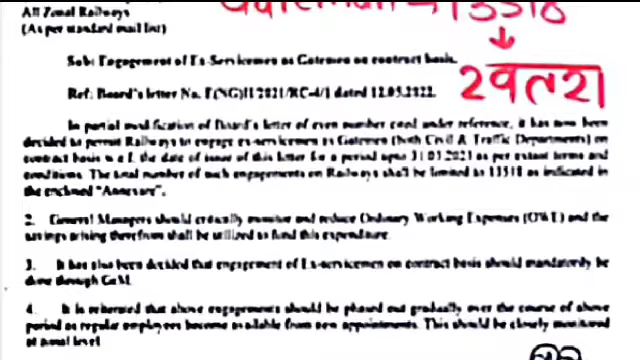 All Zonal Railways
(As per standard mail list)
13518
Sub: Engagement of Ex-Servicemen as Gatemen on contract basis.
Ref: Board's letter No. E(NG)II/2021/RC-4/1 dated 12.05.2022.
खतरा
In partial modification of Board's letter of even number cited under reference, it has now been
decided to permit Railways to engage ex-servicemen as Gatemen (both Civil & Traffic Departments) on
contract basis w.e.f. the date of issue of this letter for a period upto as per extant terms and
conditions. The total number of such engagements on Railways shall be limited as 13518 as indicated in
the enclosed "Annexure".
2. General Managers should critically monitor and reduce Ordinary Working Expenses (OWE) and the
savings arising therefrom shall be utilized to fund this expenditure.
3. It has also been decided that engagement of Ex-servicemen on contract basis should mandatorily be
done through GeM.
4. It is reiterated that above engagements should be phased out gradually over the course of above
period as regular employees become available from new appointments. This should be closely monitored
at zonal level.